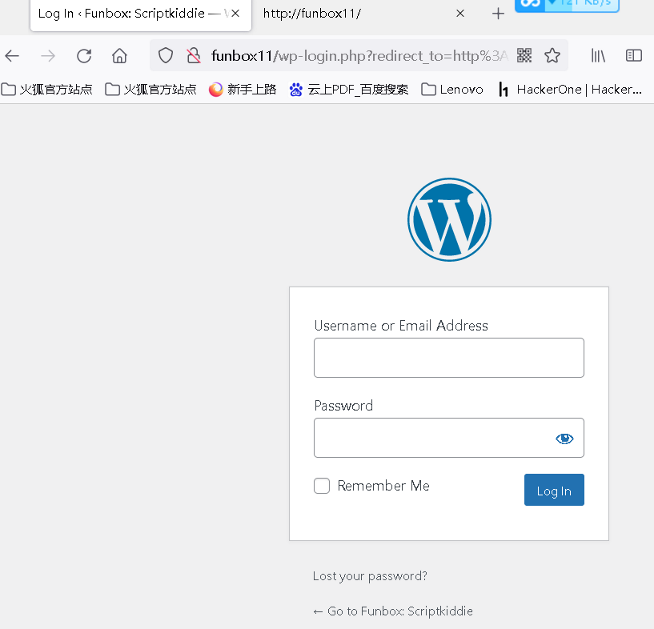 Log In ‹ Funbox: Scriptkiddie —
http://funbox11/
121 KB/s
funbox11/wp-login.php?redirect_to=http%3A
火狐官方站点
火狐官方站点
新手上路
云上PDF_百度搜索
Lenovo
HackerOne | Hacker...
Username or Email Address
Password
Remember Me
Log In
Lost your password?
← Go to Funbox: Scriptkiddie